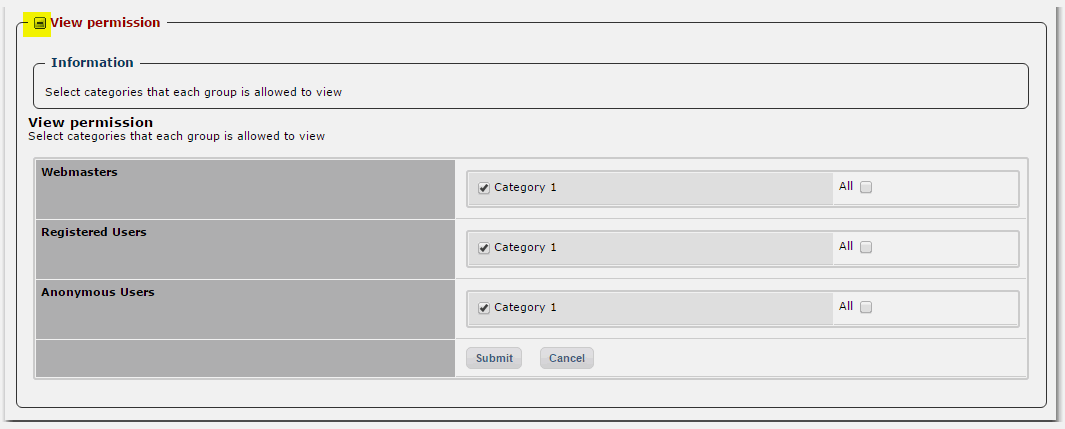 View permission
Information
Select categories that each group is allowed to view
View permission
Select categories that each group is allowed to view
Webmasters
Category 1 All
Registered Users
Category 1 All
Anonymous Users
Category 1 All
Submit Cancel